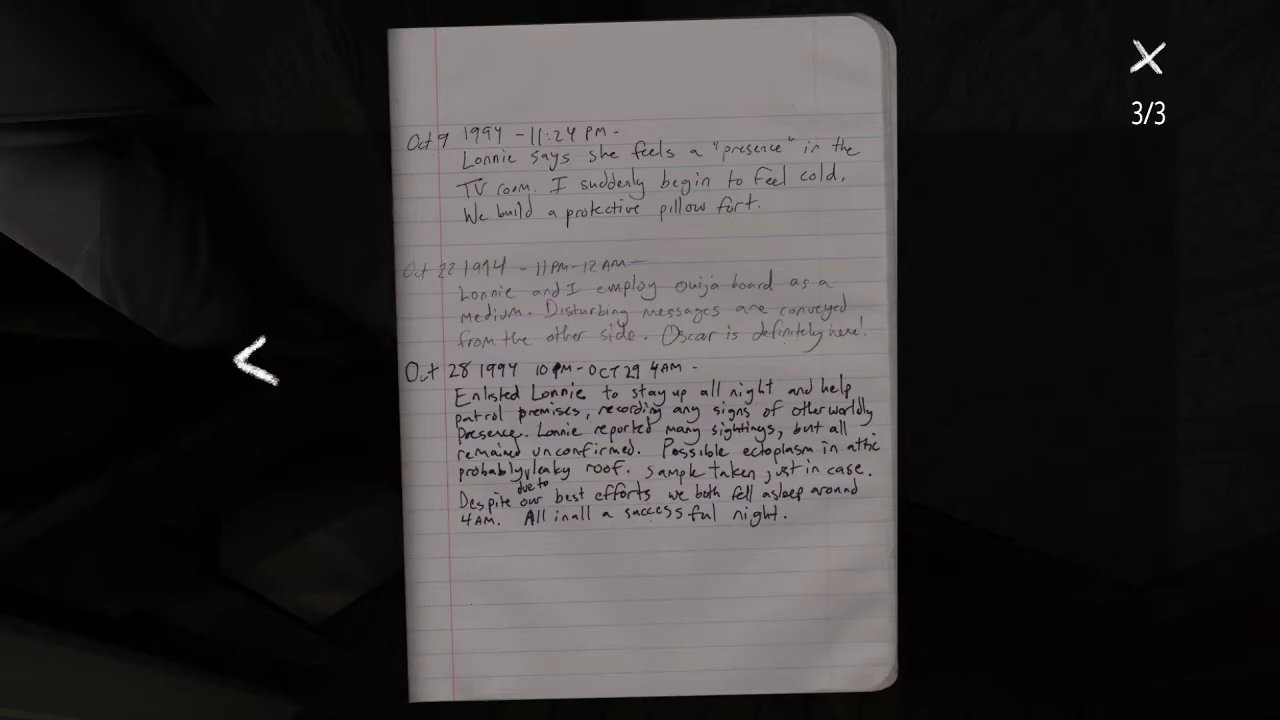 3/3
Oct 9 1994 - 11:24 PM -
Lonnie says she feels a "presence" in the
TV room. I suddenly begin to feel cold.
We build a protective pillow fort.
Oct 22 1994 - 11PM-12AM -
Lonnie and I employ ouija board as a
medium. Disturbing messages are conveyed
from the other side. Oscar is definitely here!
Oct 28 1994 10PM-OCT 29 4AM -
Enlisted Lonnie to stay up all night and help
patrol premises, recording any signs of otherworldly
presence. Lonnie reported many sightings, but all
remained unconfirmed. Possible ectoplasm in attic
probably due to leaky roof. Sample taken just in case.
Despite our best efforts we both fell asleep around
4AM. All in all a successful night.